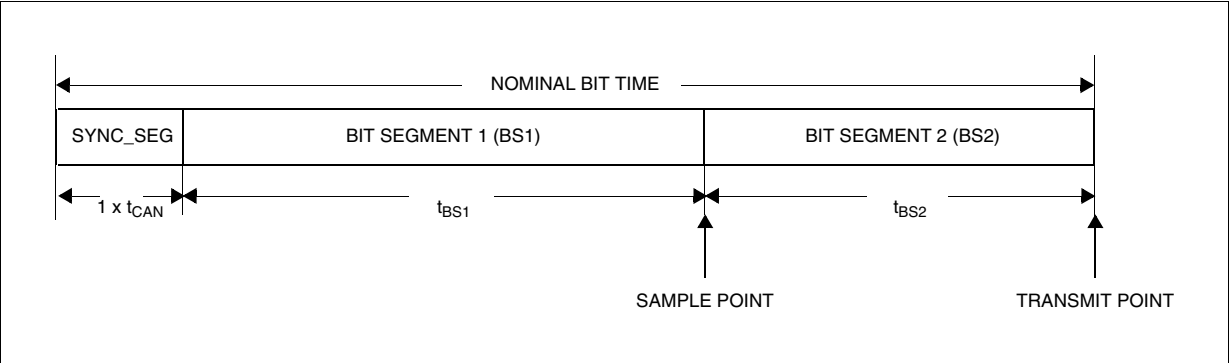 NOMINAL BIT TIME
SYNC_SEG BIT SEGMENT 1 (BS1) BIT SEGMENT 2 (BS2)
1 x tCAN tBS1 tBS2
SAMPLE POINT TRANSMIT POINT